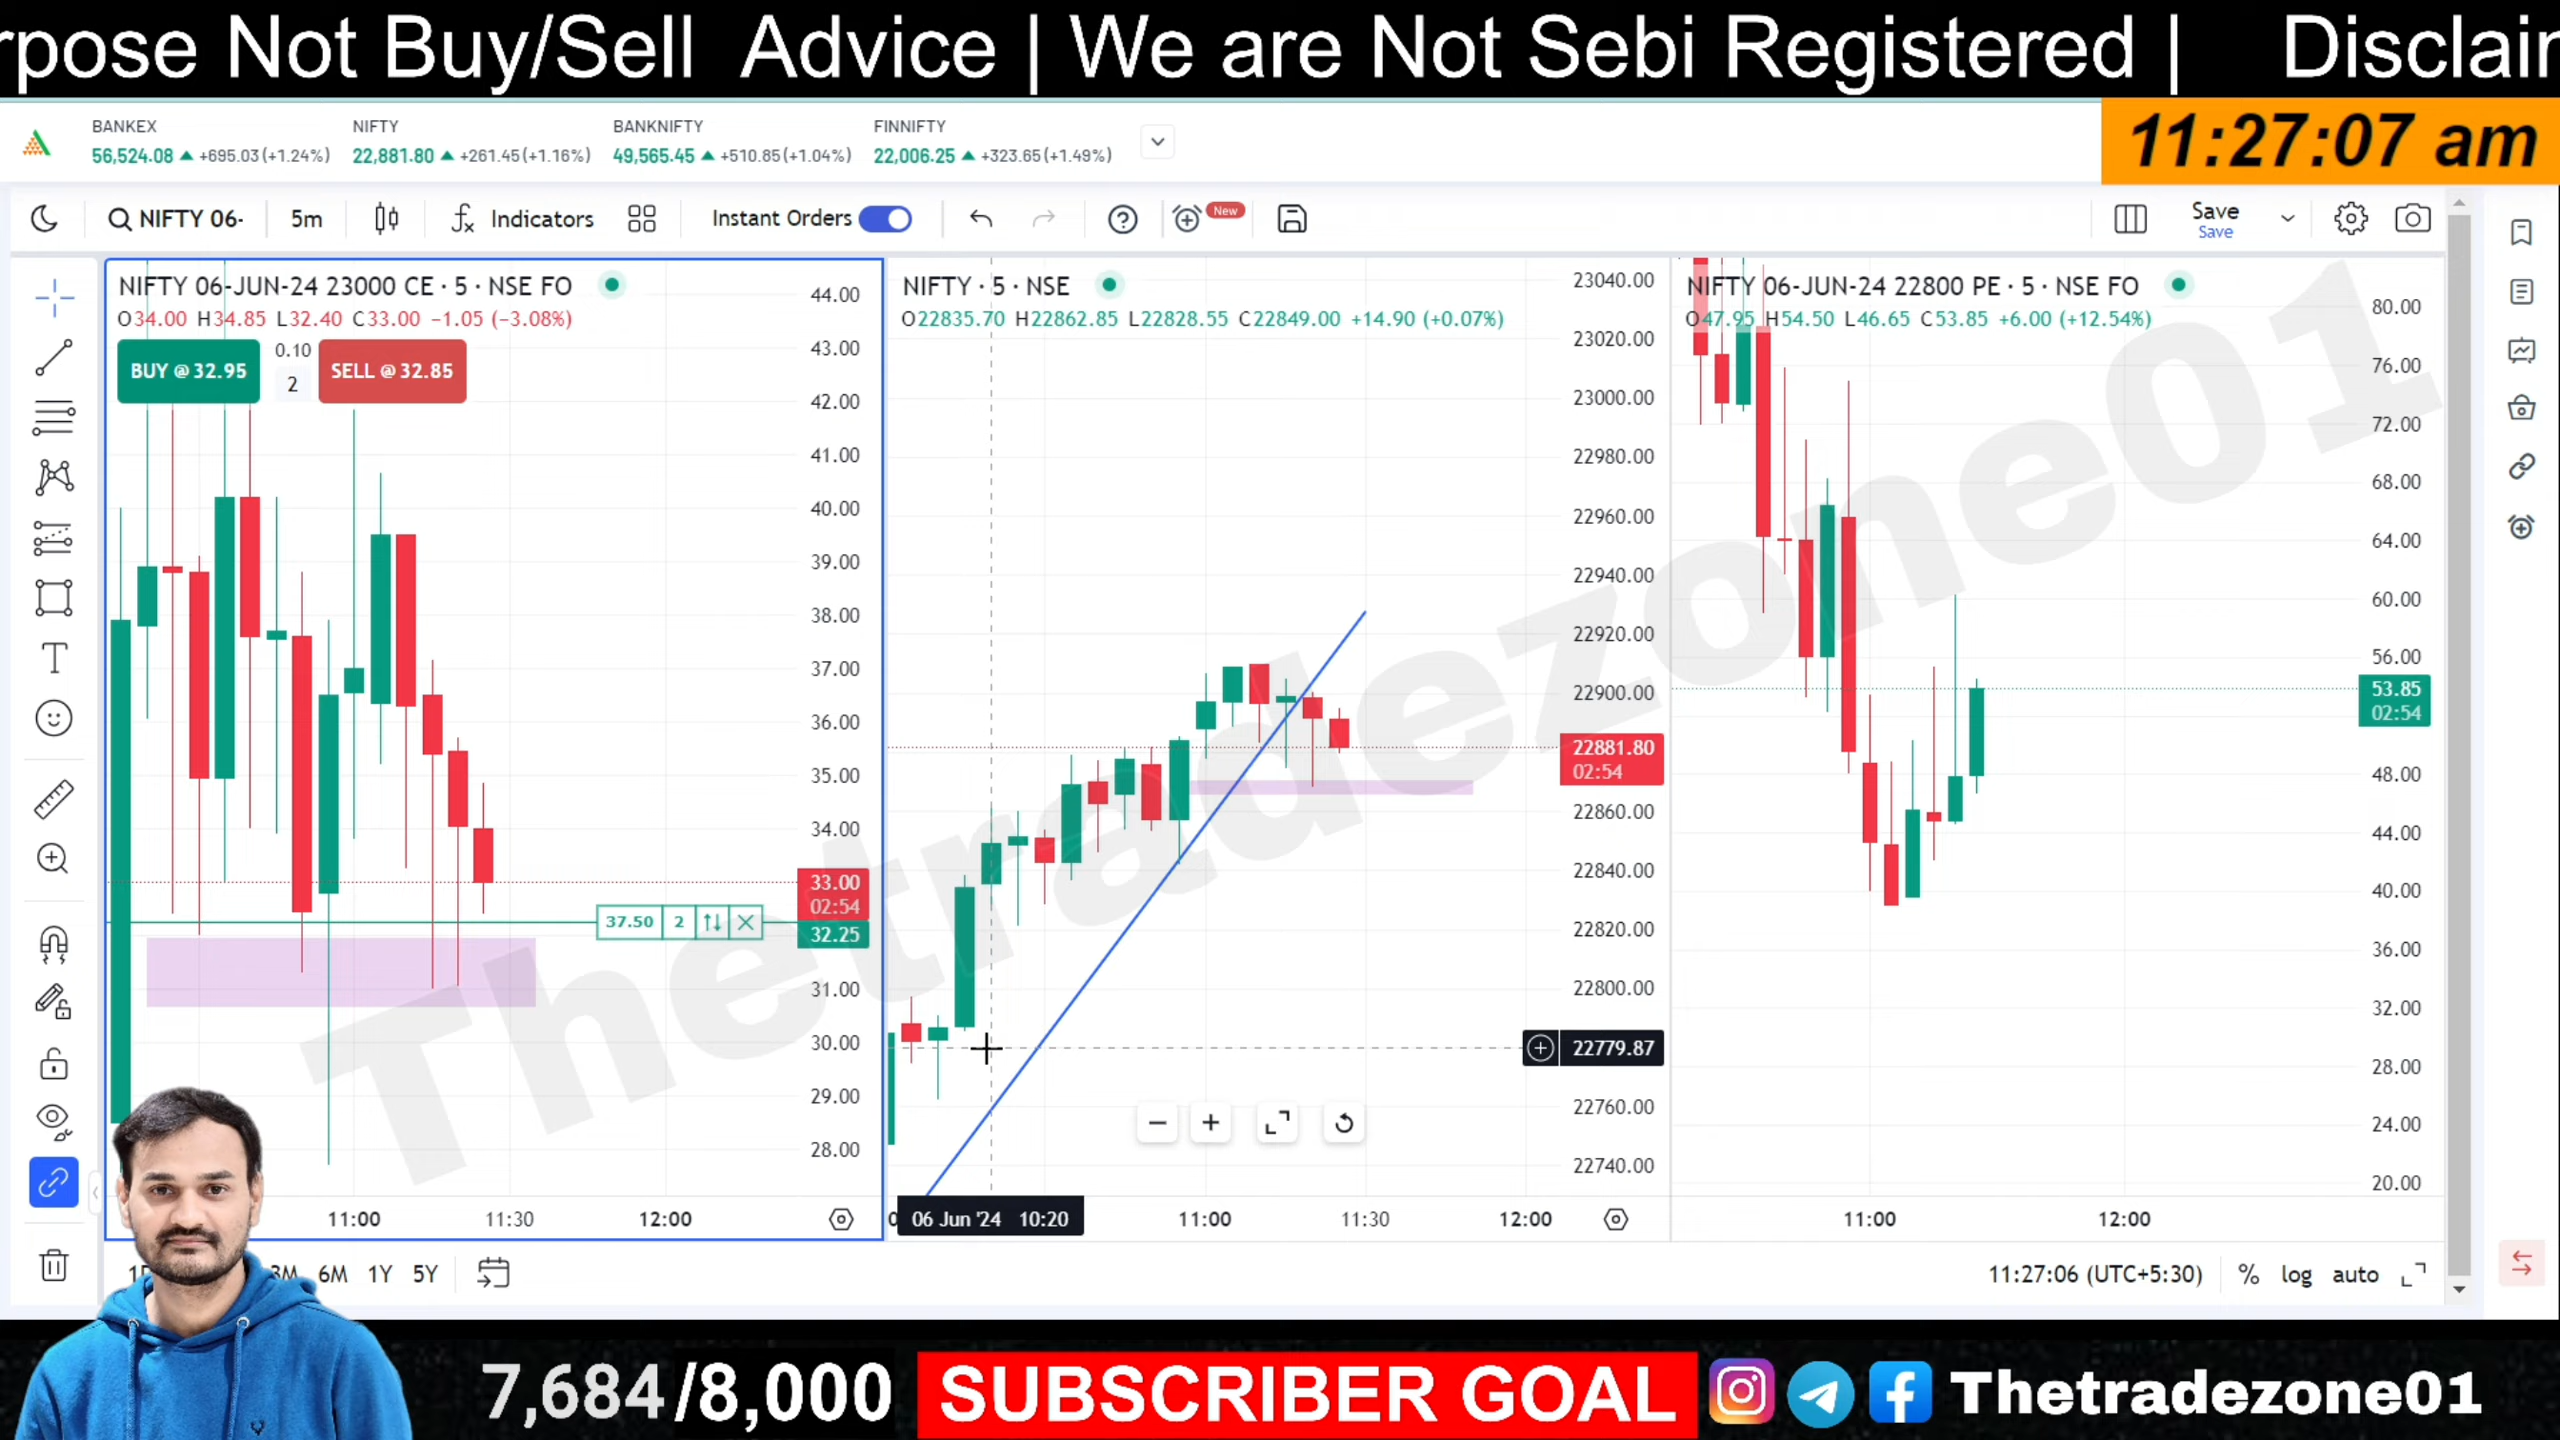 rpose Not Buy/Sell Advice | We are Not Sebi Registered | Disclain
11:27:07 am
BANKEX
56,524.08 ▲ +695.03(+1.24%)
NIFTY
22,881.80 ▲ +261.45(+1.16%)
BANKNIFTY
49,565.45 ▲ +510.85(+1.04%)
FINNIFTY
22,006.25 ▲ +323.65(+1.49%)
NIFTY 06-
5m
Indicators
Instant Orders
New
Save
Save
NIFTY 06-JUN-24 23000 CE · 5 · NSE FO
O34.00 H34.85 L32.40 C33.00 −1.05 (−3.08%)
BUY @ 32.95
0.10
2
SELL @ 32.85
44.00
43.00
42.00
41.00
40.00
39.00
38.00
37.00
36.00
35.00
34.00
33.00
02:54
37.50 2
32.25
31.00
30.00
29.00
28.00
11:00 11:30 12:00
NIFTY · 5 · NSE
O22835.70 H22862.85 L22828.55 C22849.00 +14.90 (+0.07%)
23040.00
23020.00
23000.00
22980.00
22960.00
22940.00
22920.00
22900.00
22881.80
02:54
22860.00
22840.00
22820.00
22800.00
22779.87
22760.00
22740.00
06 Jun '24 10:20
11:00 11:30 12:00
NIFTY 06-JUN-24 22800 PE · 5 · NSE FO
O47.95 H54.50 L46.65 C53.85 +6.00 (+12.54%)
80.00
76.00
72.00
68.00
64.00
60.00
56.00
53.85
02:54
48.00
44.00
40.00
36.00
32.00
28.00
24.00
20.00
11:00 12:00
Thetradezone01
3M 6M 1Y 5Y
11:27:06 (UTC+5:30) % log auto
7,684/8,000
SUBSCRIBER GOAL
Thetradezone01